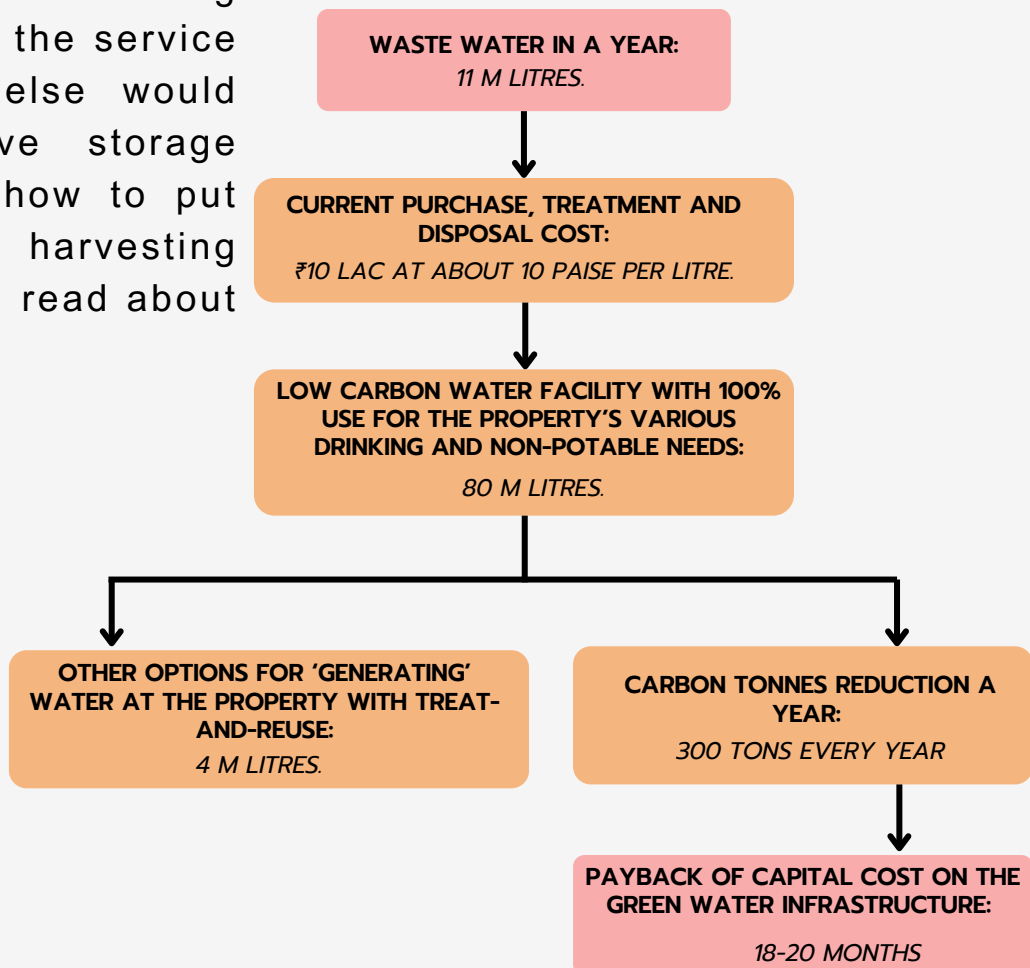 the service
else would
storage
how to put
harvesting
read about
WASTE WATER IN A YEAR:
11 M LITRES.
CURRENT PURCHASE, TREATMENT AND
DISPOSAL COST:
₹10 LAC AT ABOUT 10 PAISE PER LITRE.
LOW CARBON WATER FACILITY WITH 100%
USE FOR THE PROPERTY'S VARIOUS
DRINKING AND NON-POTABLE NEEDS:
80 M LITRES.
OTHER OPTIONS FOR ‘GENERATING’
WATER AT THE PROPERTY WITH TREAT-
AND-REUSE:
4 M LITRES.
CARBON TONNES REDUCTION A
YEAR:
300 TONS EVERY YEAR
PAYBACK OF CAPITAL COST ON THE
GREEN WATER INFRASTRUCTURE:
18-20 MONTHS